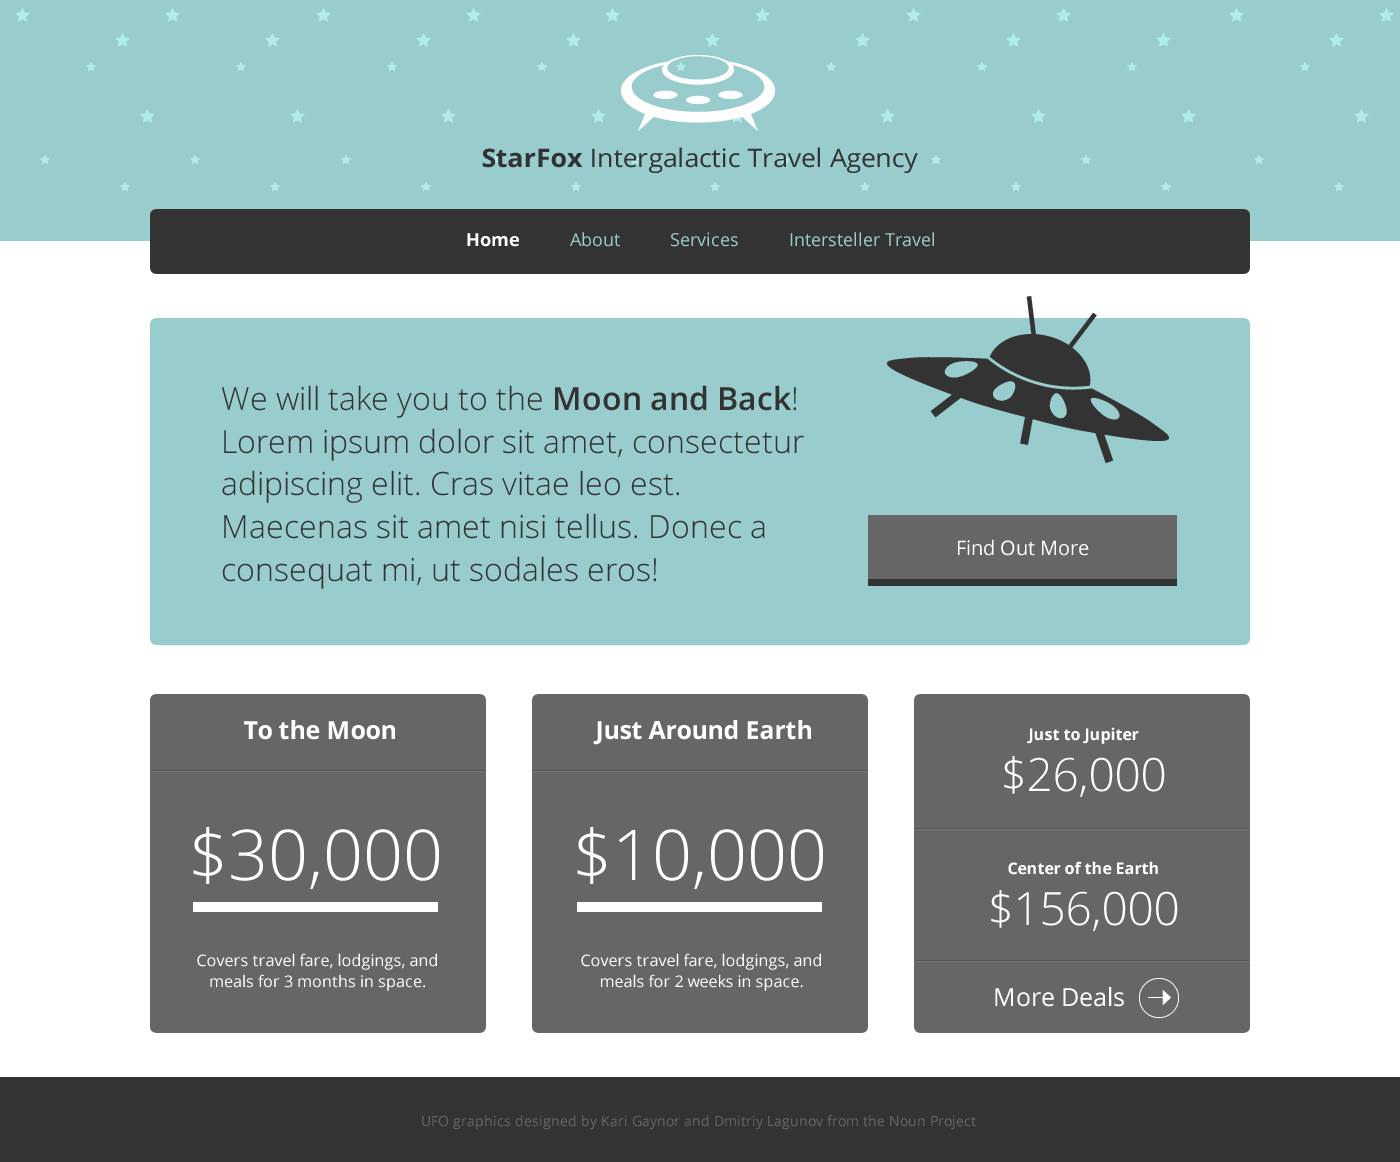 StarFox Intergalactic Travel Agency
Home About Services Intersteller Travel
We will take you to the Moon and Back!
Lorem ipsum dolor sit amet, consectetur
adipiscing elit. Cras vitae leo est.
Maecenas sit amet nisi tellus. Donec a
consequat mi, ut sodales eros!
Find Out More
To the Moon
$30,000
Covers travel fare, lodgings, and
meals for 3 months in space.
Just Around Earth
$10,000
Covers travel fare, lodgings, and
meals for 2 weeks in space.
Just to Jupiter
$26,000
Center of the Earth
$156,000
More Deals
UFO graphics designed by Kari Gaynor and Dmitriy Lagunov from the Noun Project